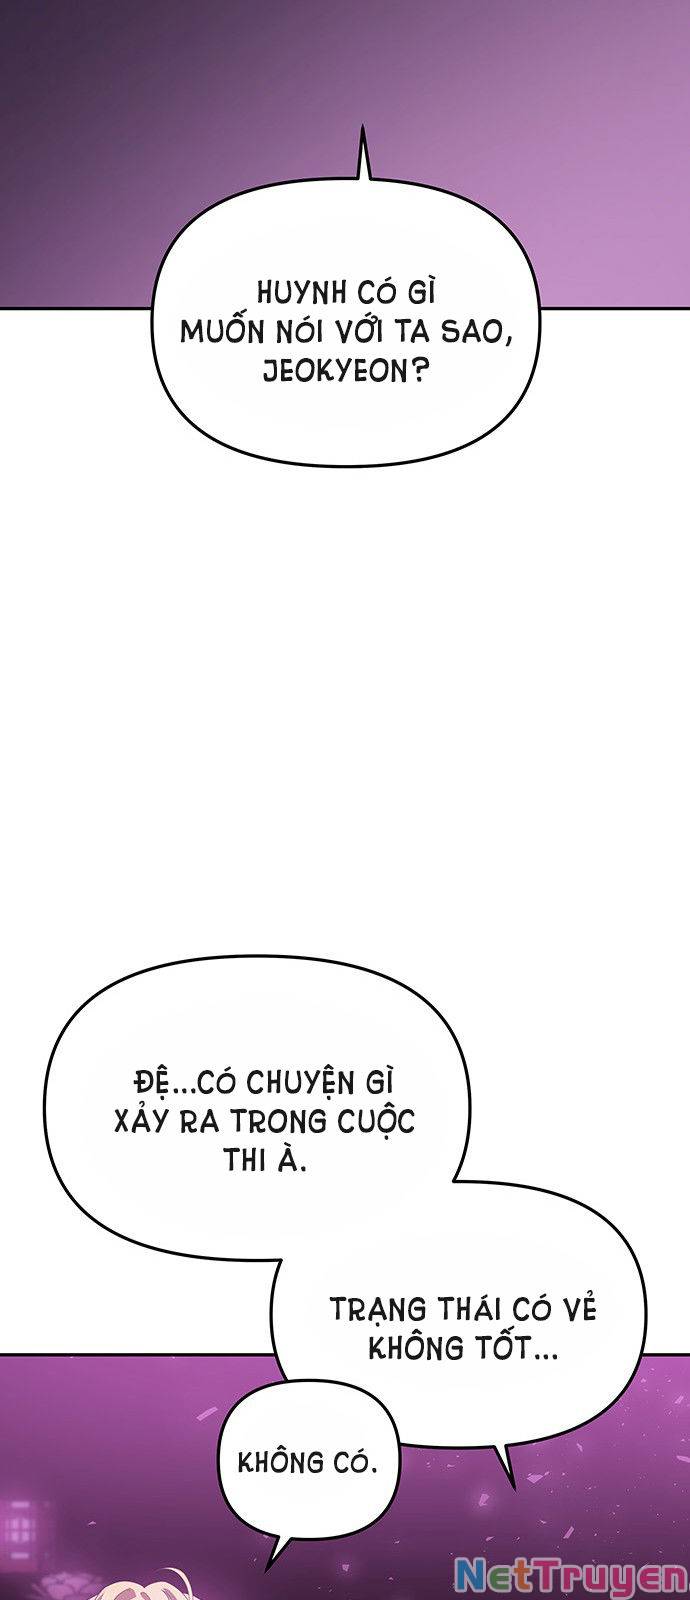 HUYNH CÓ GÌ
MUỐN NÓI VỚI TA SAO,
JEOKYEON?
ĐỆ...CÓ CHUYỆN GÌ
XẢY RA TRONG CUỘC
THI À.
TRẠNG THÁI CÓ VẺ
KHÔNG TỐT...
KHÔNG CÓ.
NetTruyen